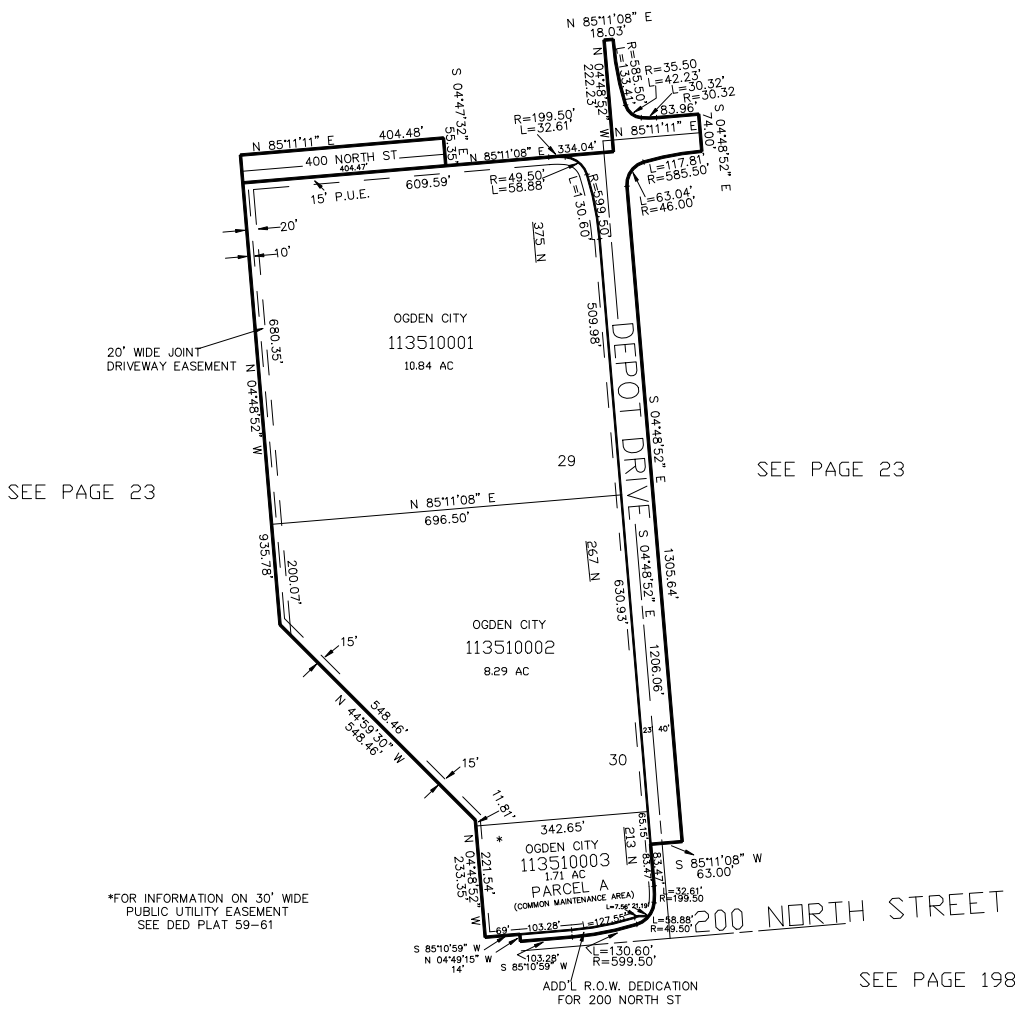 N 85°11'08" E
18.03'
N 04°48'52" W
222.23'
R=585.50'
L=133.41'
R=35.50
L=42.23'
L=30.32'
R=30.32
83.96'
S 04°48'52" E
74.00'
N 85°11'11" E
S 04°47'32" E
55.35'
R=199.50'
L=32.61'
N 85°11'11" E
404.48'
400 NORTH ST
404.47'
N 85°11'08" E
334.04'
609.59'
15' P.U.E.
R=49.50'
L=58.88'
L=130.60'
R=599.50'
L=117.81'
R=585.50'
L=63.04'
R=46.00'
20'
10'
375 N
680.35'
N 04°48'52" W
20' WIDE JOINT
DRIVEWAY EASEMENT
OGDEN CITY
113510001
10.84 AC
509.98'
DEPOT DRIVE
S 04°48'52" E
29
SEE PAGE 23
SEE PAGE 23
N 85°11'08" E
696.50'
935.78'
200.07'
267 N
S 04°48'52" E
1305.64'
630.93'
1206.06'
OGDEN CITY
113510002
8.29 AC
15'
548.46'
N 44°59'30" W
548.46'
15'
23'
40'
30
11.81'
342.65'
65.15'
N 04°48'52" W
233.35'
221.54'
*
OGDEN CITY
113510003
1.71 AC
PARCEL A
(COMMON MAINTENANCE AREA)
213 N
83.47'
83.47'
S 85°11'08" W
63.00'
L=32.61'
R=199.50
L=7.56'
21.19'
L=58.88'
R=49.50'
69'
103.28'
=127.55'
200 NORTH STREET
*FOR INFORMATION ON 30' WIDE
PUBLIC UTILITY EASEMENT
SEE DED PLAT 59-61
S 85°10'59" W
N 04°49'15" W
14'
103.28'
S 85°10'59" W
L=130.60'
R=599.50'
ADD'L R.O.W. DEDICATION
FOR 200 NORTH ST
SEE PAGE 198